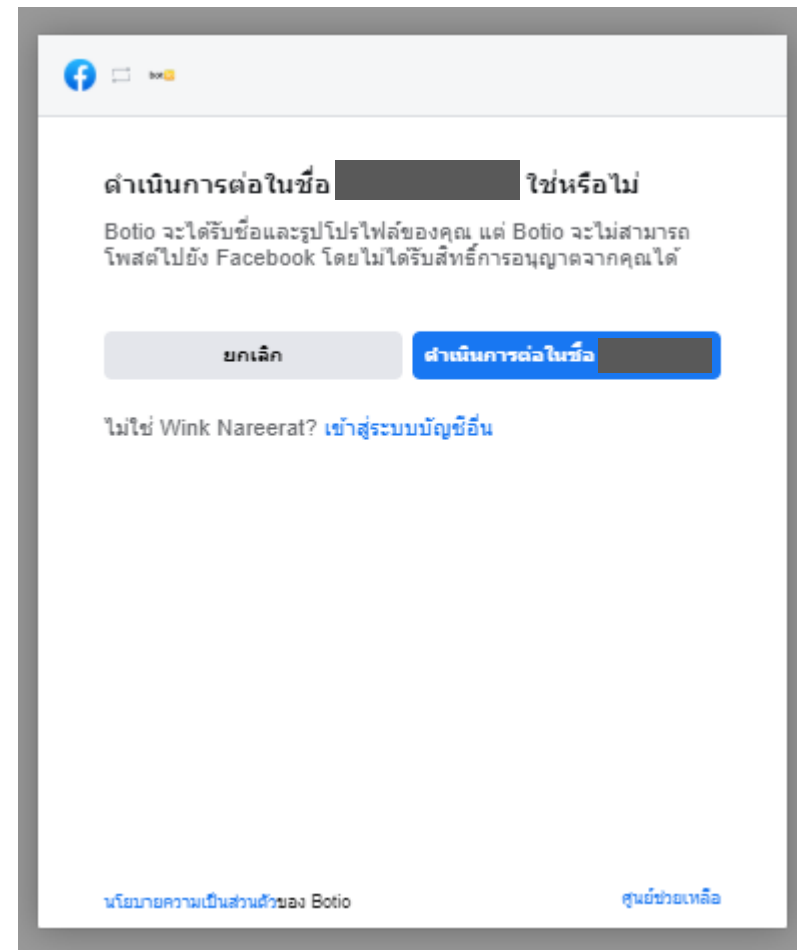 ดำเนินการต่อในชื่อ ใช่หรือไม่
Botio จะได้รับชื่อและรูปโปรไฟล์ของคุณ แต่ Botio จะไม่สามารถ
โพสต์ไปยัง Facebook โดยไม่ได้รับสิทธิ์การอนุญาตจากคุณได้
ยกเลิก
ดำเนินการต่อในชื่อ
ไม่ใช่ Wink Nareerat? เข้าสู่ระบบบัญชีอื่น
นโยบายความเป็นส่วนตัวของ Botio
ศูนย์ช่วยเหลือ